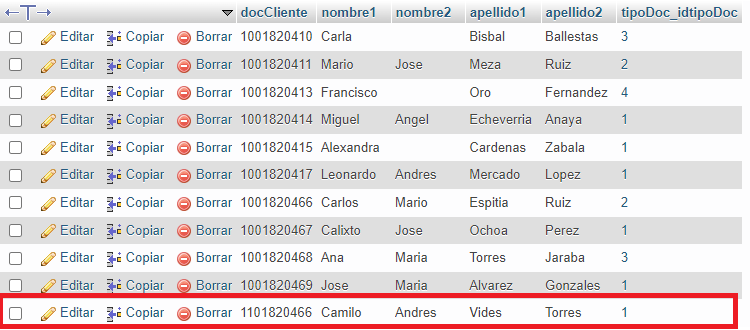 docCliente nombre1 nombre2 apellido1 apellido2 tipoDoc_idtipoDoc
Editar Copiar Borrar 1001820410 Carla Bisbal Ballestas 3
Editar Copiar Borrar 1001820411 Mario Jose Meza Ruiz 2
Editar Copiar Borrar 1001820413 Francisco Oro Fernandez 4
Editar Copiar Borrar 1001820414 Miguel Angel Echeverria Anaya 1
Editar Copiar Borrar 1001820415 Alexandra Cardenas Zabala 1
Editar Copiar Borrar 1001820417 Leonardo Andres Mercado Lopez 1
Editar Copiar Borrar 1001820466 Carlos Mario Espitia Ruiz 2
Editar Copiar Borrar 1001820467 Calixto Jose Ochoa Perez 1
Editar Copiar Borrar 1001820468 Ana Maria Torres Jaraba 3
Editar Copiar Borrar 1001820469 Jose Maria Alvarez Gonzales 1
Editar Copiar Borrar 1101820466 Camilo Andres Vides Torres 1